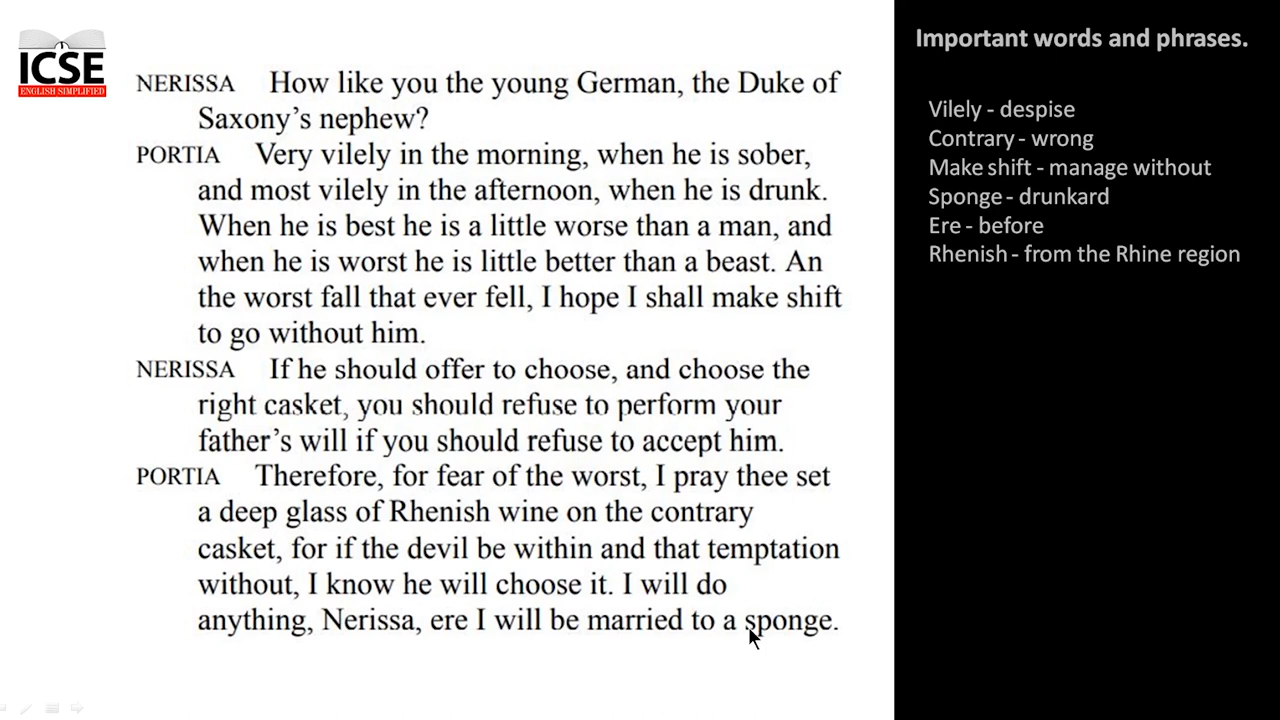 ICSE
ENGLISH SIMPLIFIED
NERISSA How like you the young German, the Duke of
Saxony’s nephew?
PORTIA Very vilely in the morning, when he is sober,
and most vilely in the afternoon, when he is drunk.
When he is best he is a little worse than a man, and
when he is worst he is little better than a beast. An
the worst fall that ever fell, I hope I shall make shift
to go without him.
NERISSA If he should offer to choose, and choose the
right casket, you should refuse to perform your
father’s will if you should refuse to accept him.
PORTIA Therefore, for fear of the worst, I pray thee set
a deep glass of Rhenish wine on the contrary
casket, for if the devil be within and that temptation
without, I know he will choose it. I will do
anything, Nerissa, ere I will be married to a sponge.
Important words and phrases.
Vilely - despise
Contrary - wrong
Make shift - manage without
Sponge - drunkard
Ere - before
Rhenish - from the Rhine region